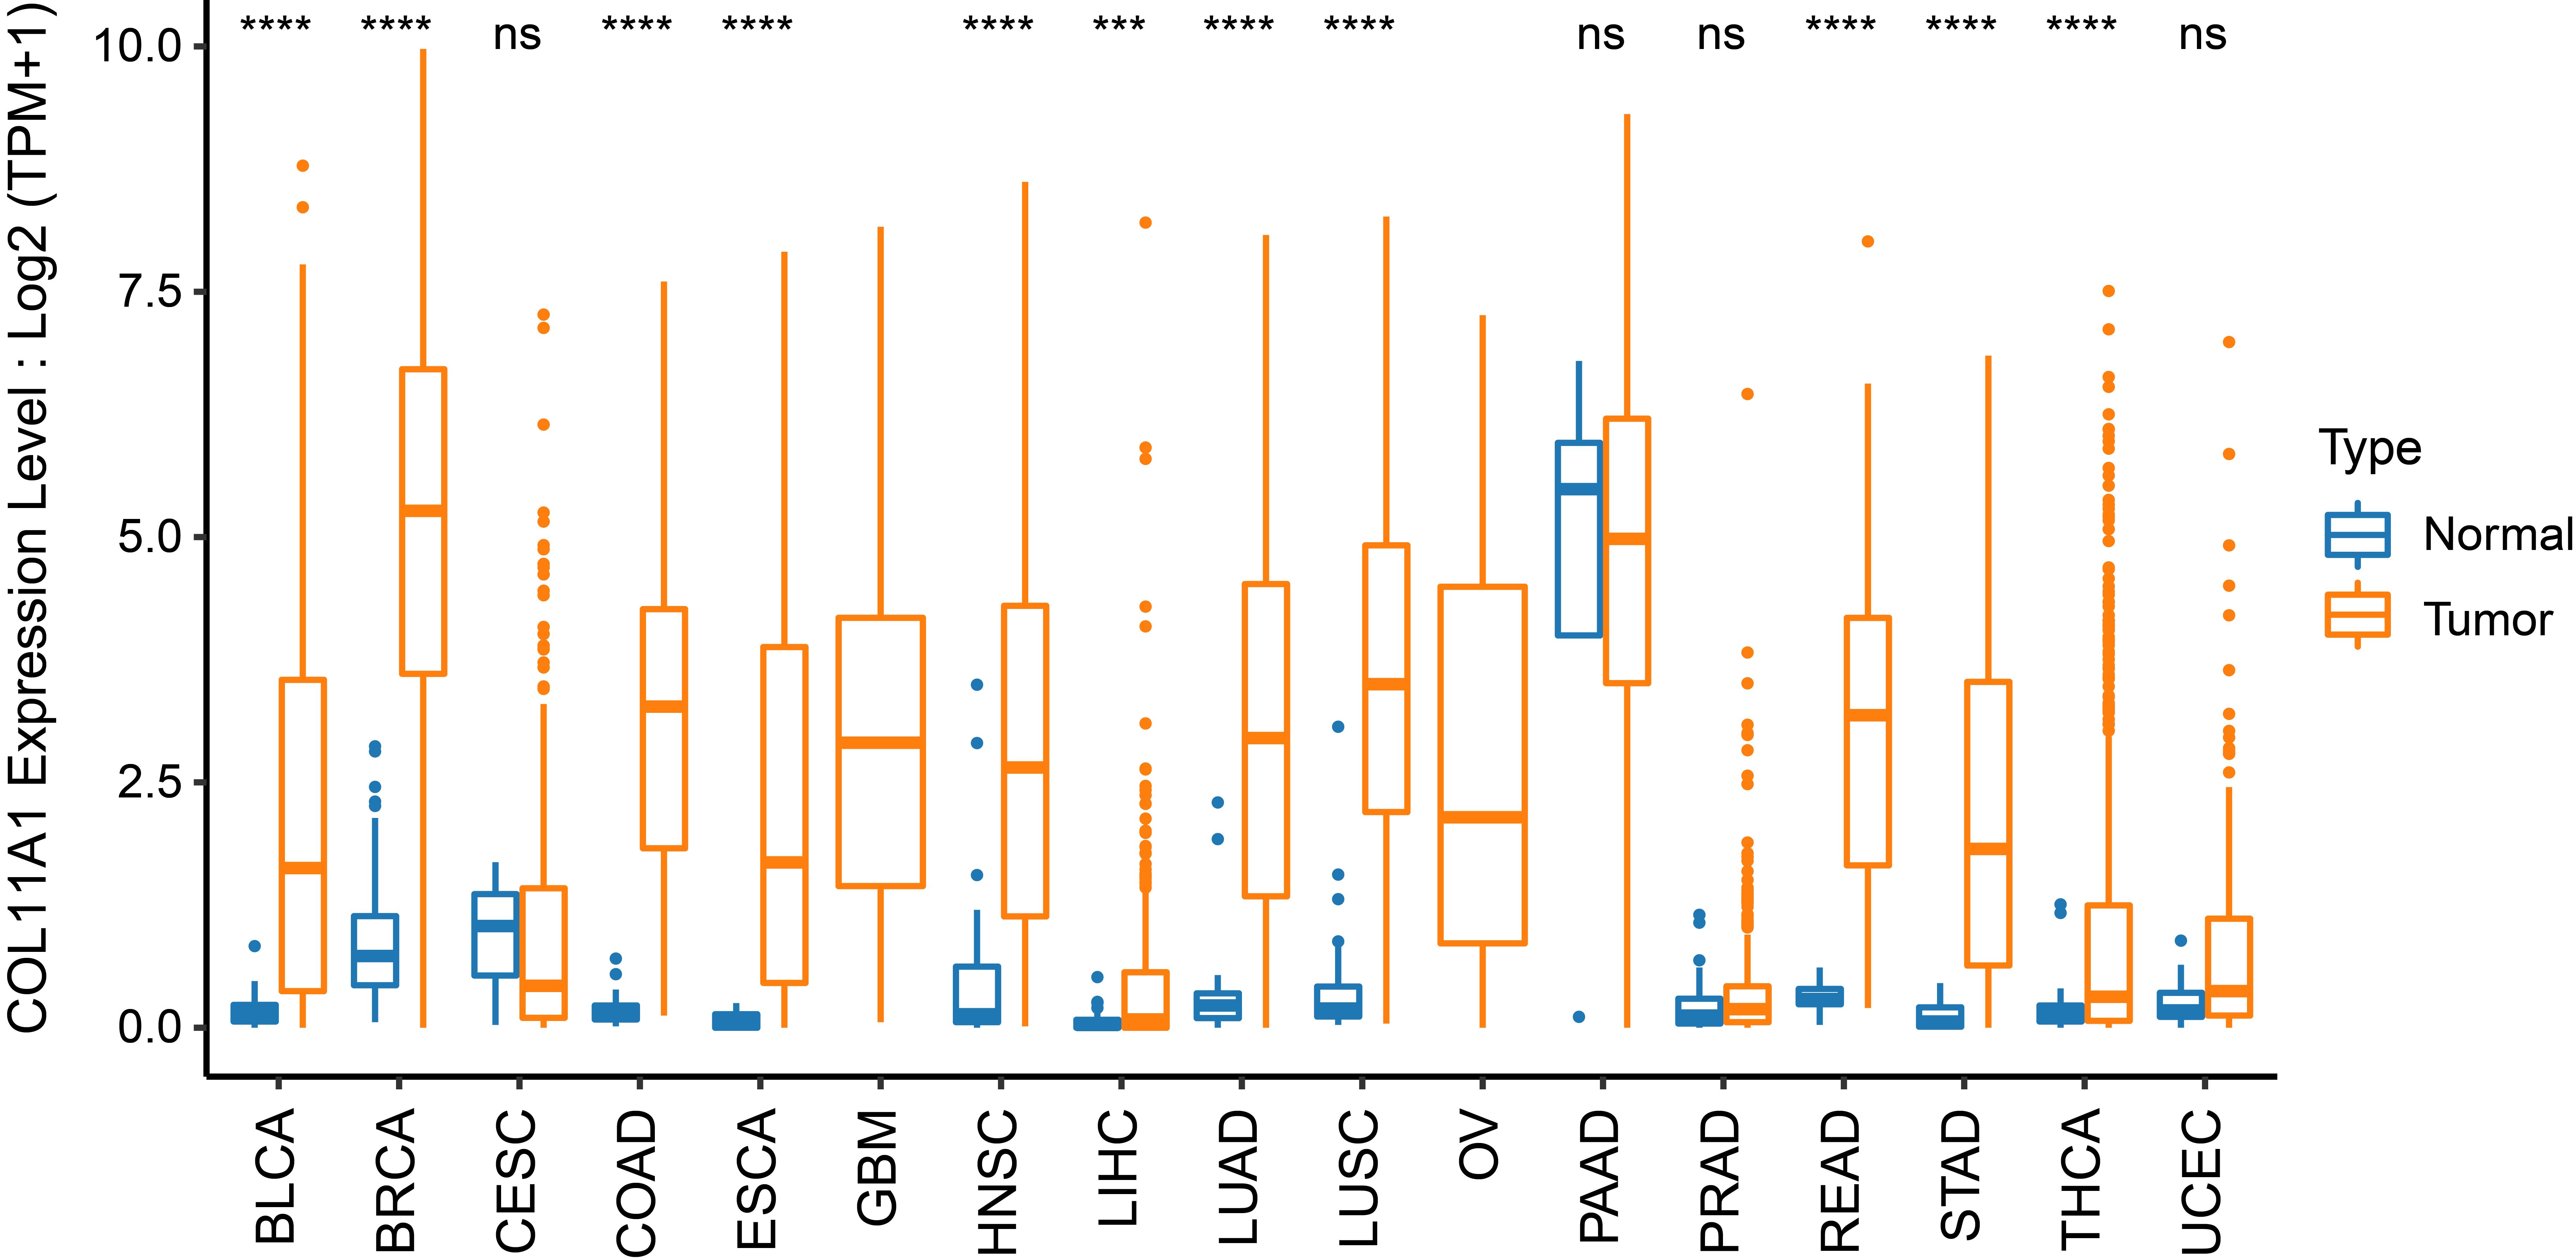 COL11A1 Expression Level : Log2 (TPM+1)
10.0
7.5
5.0
2.5
0.0
**** **** ns **** **** **** *** **** **** ns ns **** **** **** ns
BLCA BRCA CESC COAD ESCA GBM HNSC LIHC LUAD LUSC OV PAAD PRAD READ STAD THCA UCEC
Type
Normal
Tumor